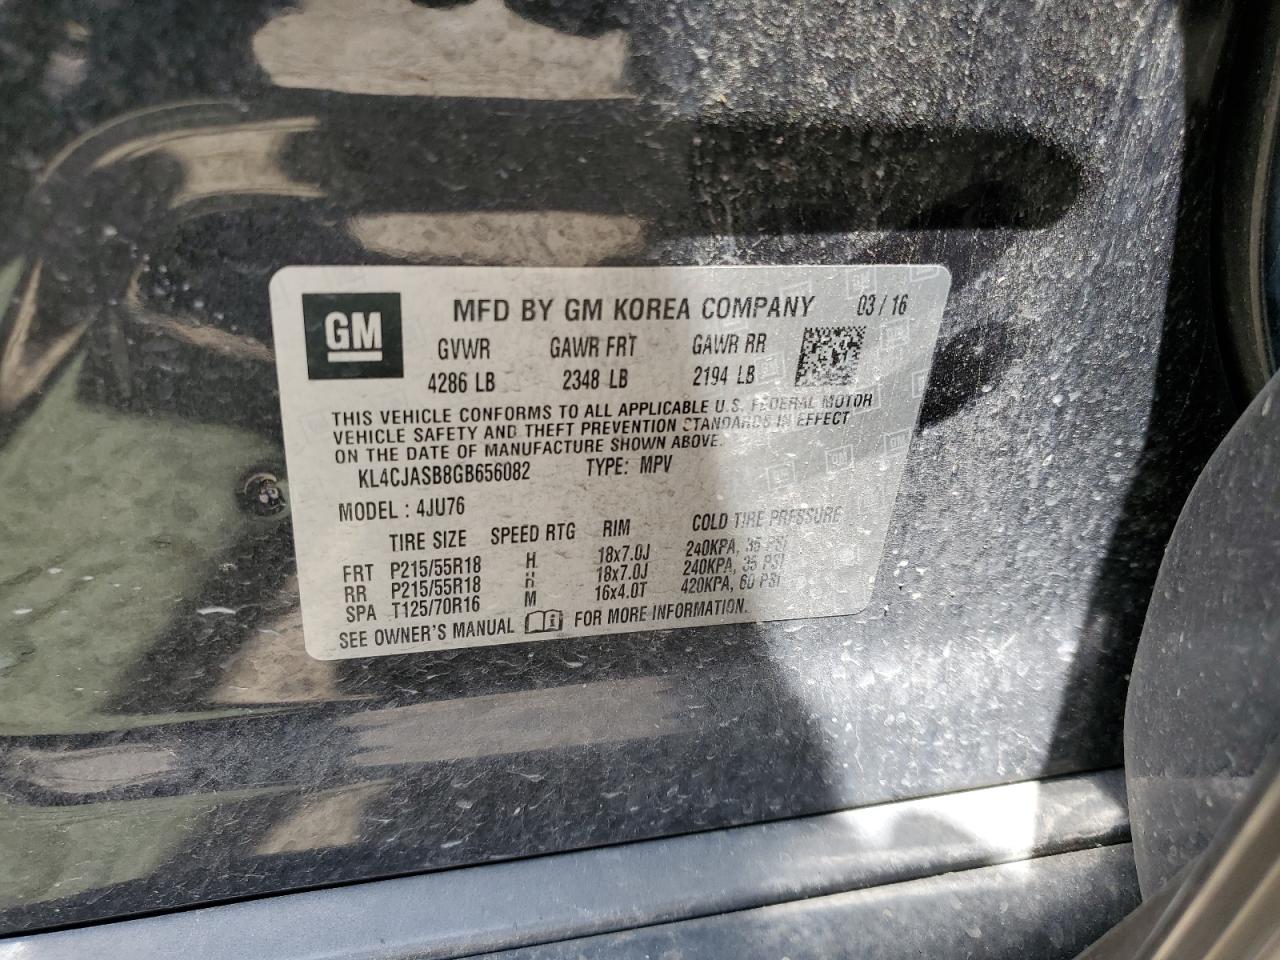 GM
MFD BY GM KOREA COMPANY 03 / 16
GVWR GAWR FRT GAWR RR
4286 LB 2348 LB 2194 LB
THIS VEHICLE CONFORMS TO ALL APPLICABLE U.S. FEDERAL MOTOR
VEHICLE SAFETY AND THEFT PREVENTION STANDARDS IN EFFECT
ON THE DATE OF MANUFACTURE SHOWN ABOVE.
KL4CJASB8GB656082 TYPE: MPV
MODEL : 4JU76
TIRE SIZE SPEED RTG RIM COLD TIRE PRESSURE
FRT P215/55R18 H 18x7.0J 240KPA, 35 PSI
RR P215/55R18 H 18x7.0J 240KPA, 35 PSI
SPA T125/70R16 M 16x4.0T 420KPA, 60 PSI
SEE OWNER'S MANUAL FOR MORE INFORMATION.